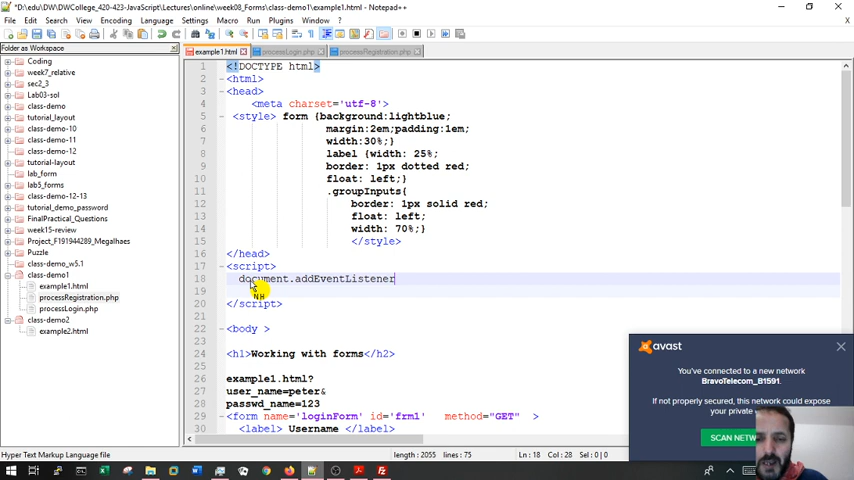 *D:\edu\DW\DWCollege_420-423-JavaScript\Lectures\online\week08_Forms\class-demo1\example1.html - Notepad++
File Edit Search View Encoding Language Settings Macro Run Plugins Window ?
X
Folder as Workspace
example1.html processLogin.php processRegistration.php
Coding
week7_relative
sec2_3
Lab03-sol
class-demo
tutorial_layout
class-demo-10
class-demo-11
class-demo-12
tutorial-layout
lab_form
lab5_forms
class-demo-12-13
demo_password
FinalPractical_Questions
week15-review
Project_F191944289_Megalhaes
Puzzle
class-demo_w5.1
class-demo1
example1.html
processRegistration.php
processLogin.php
class-demo2
example2.html
1 <!DOCTYPE html>
2 <html>
3 <head>
4 <meta charset='utf-8'>
5 <style> form {background:lightblue;
6 margin:2em;padding:1em;
7 width:30%;}
8 label {width: 25%;
9 border: 1px dotted red;
10 float: left;}
11 .groupInputs{
12 border: 1px solid red;
13 float: left;
14 width: 70%;}
15 </style>
16 </head>
17 <script>
18 document.addEventListener
19
20 </script>
21
22 <body >
23
24 <h1>Working with forms</h2>
25
26 example1.html?
27 user_name=peter&
28 passwd_name=123
29 <form name='loginForm' id='frm1' method="GET" >
30 <label> Username </label>
NH
avast
You've connected to a new network
BravoTelecom_B1591.
If not properly secured, this network could expose
your private
SCAN NETW
Hyper Text Markup Language file
length : 2055 lines : 75
Ln : 18 Col : 28 Sel : 0 | 0